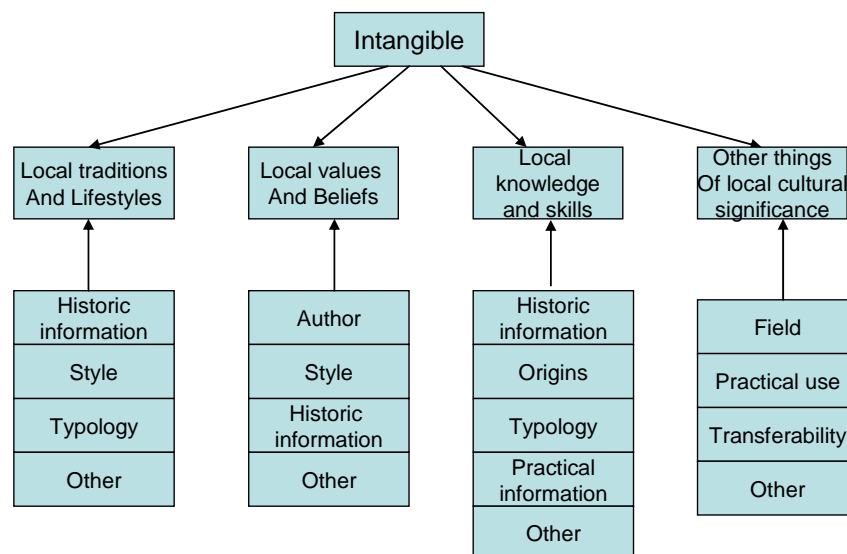 Intangible
Local traditions
And Lifestyles
Local values
And Beliefs
Local
knowledge
and skills
Other things
Of local cultural
significance
Historic
information
Style
Typology
Other
Author
Style
Historic
information
Other
Historic
information
Origins
Typology
Practical
information
Other
Field
Practical use
Transferability
Other